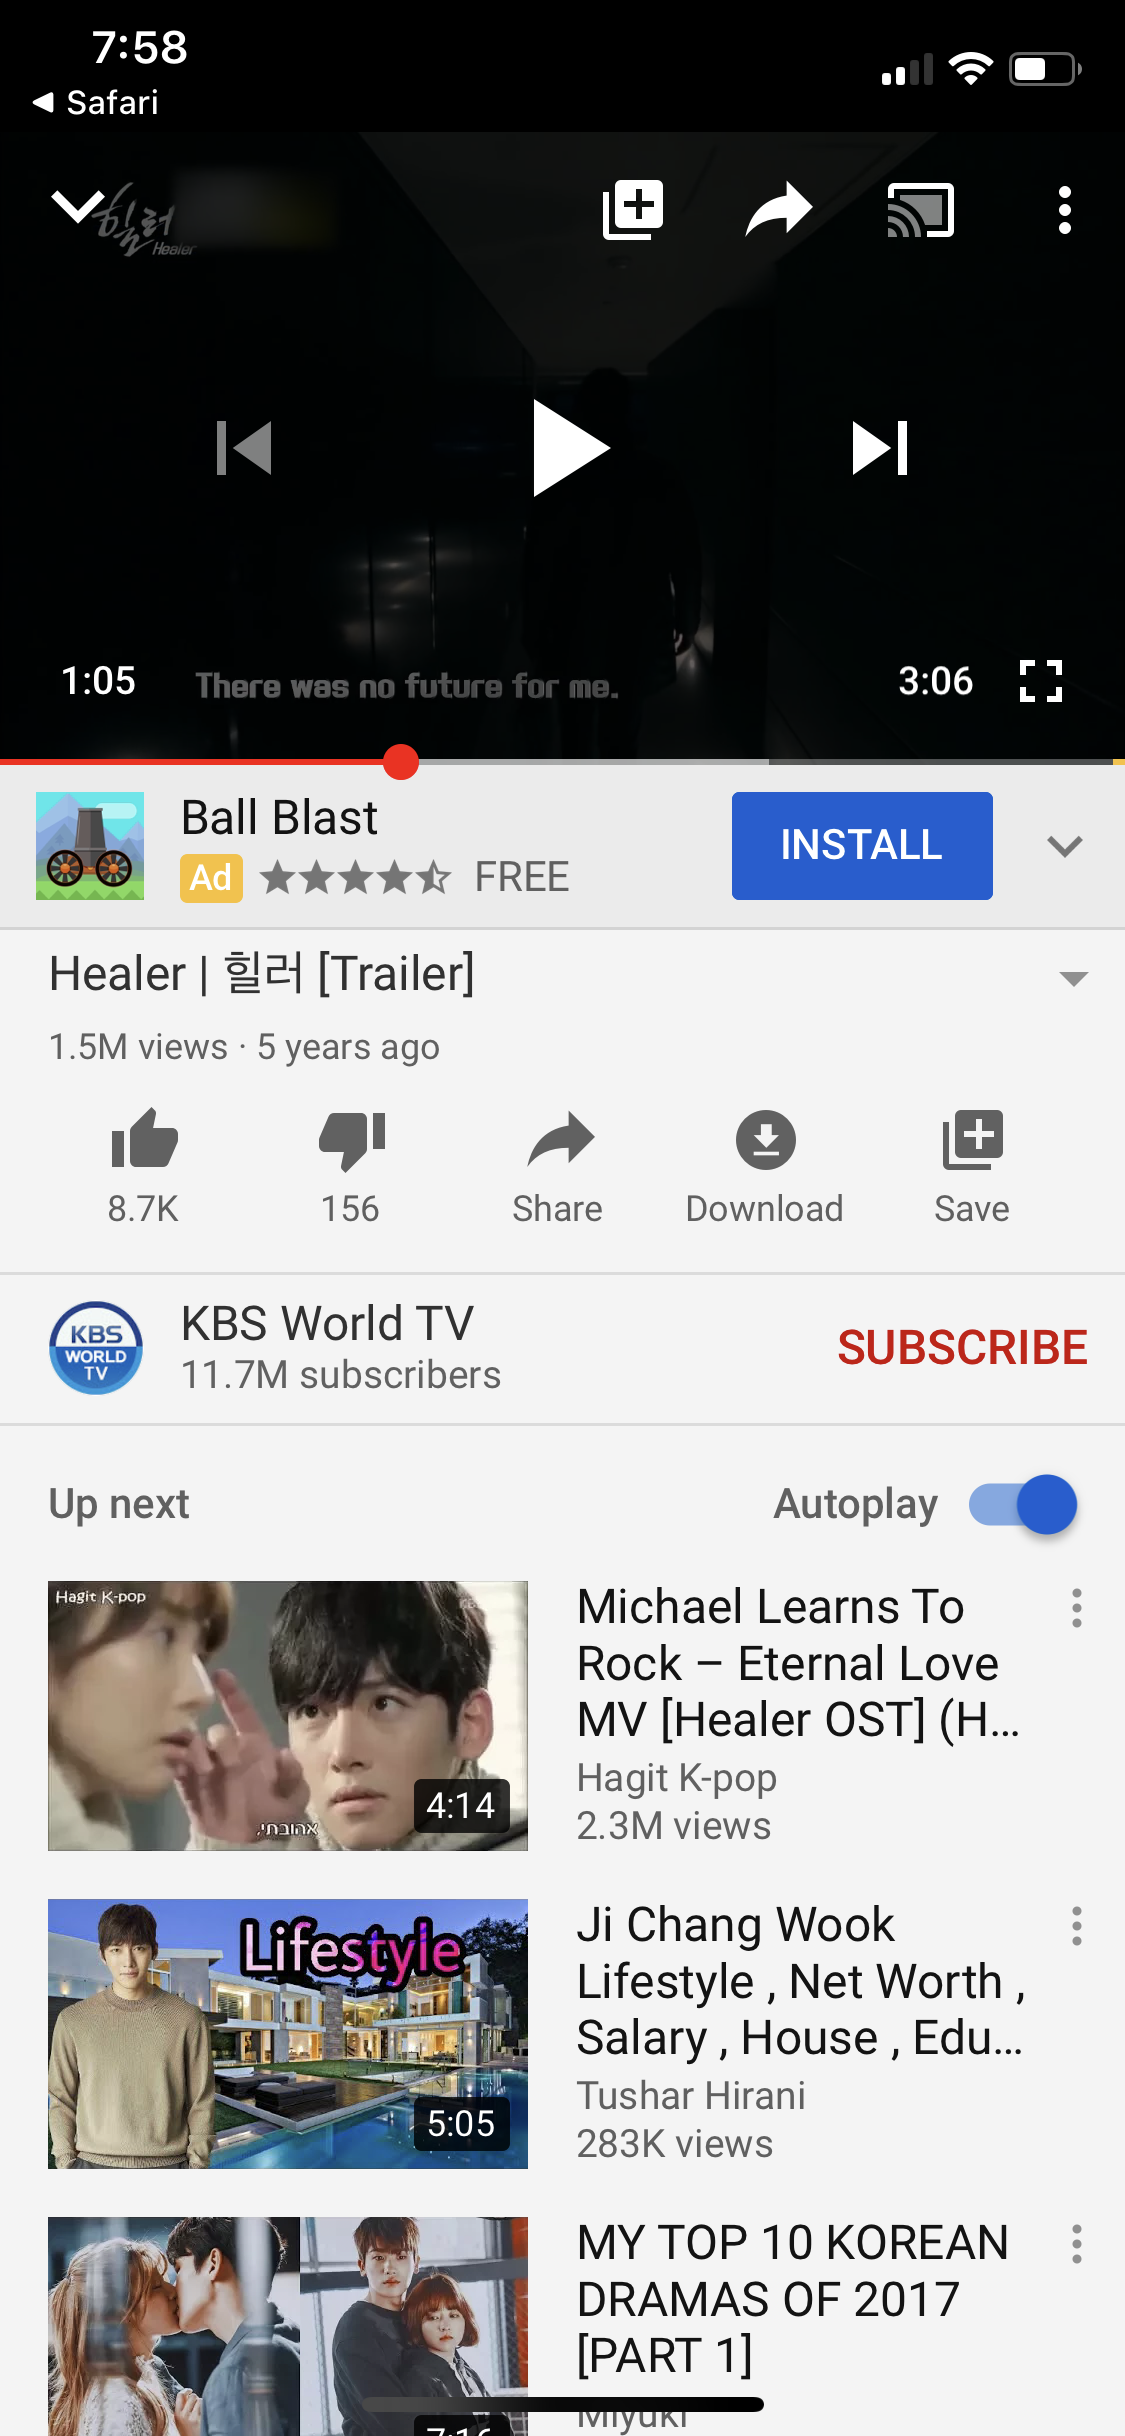 7:58
Safari
힐러
Healer
1:05
There was no future for me.
3:06
Ball Blast
INSTALL
Ad
FREE
Healer | 힐러 [Trailer]
1.5M views · 5 years ago
8.7K
156
Share
Download
Save
KBS
WORLD
TV
KBS World TV
11.7M subscribers
SUBSCRIBE
Up next
Autoplay
Hagit K-pop
אהובתי,
4:14
Michael Learns To
Rock – Eternal Love
MV [Healer OST] (H...
Hagit K-pop
2.3M views
Lifestyle
5:05
Ji Chang Wook
Lifestyle , Net Worth ,
Salary , House , Edu...
Tushar Hirani
283K views
7:16
MY TOP 10 KOREAN
DRAMAS OF 2017
[PART 1]
Miyuki